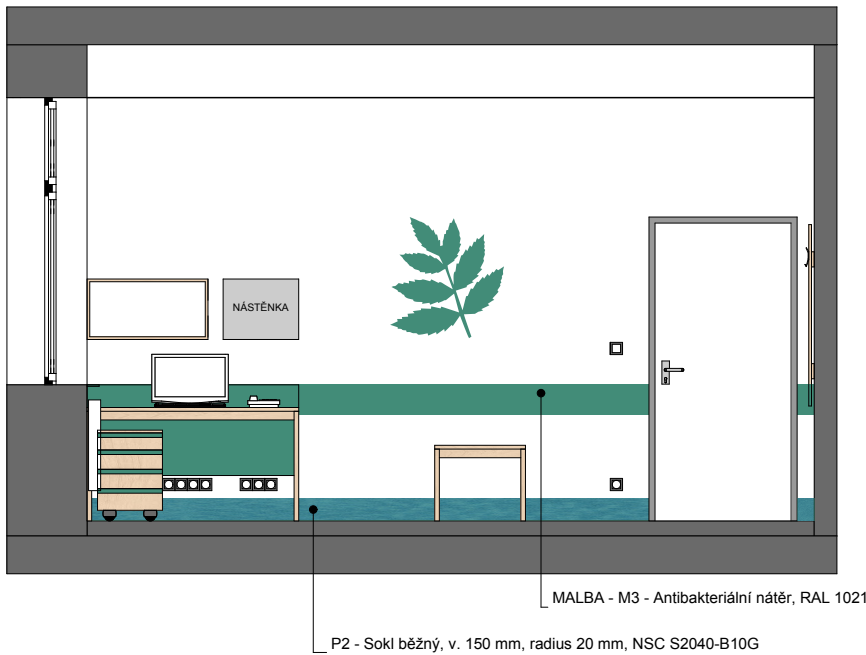 NÁSTĚNKA
MALBA - M3 - Antibakteriální nátěr, RAL 1021
P2 - Sokl běžný, v. 150 mm, radius 20 mm, NSC S2040-B10G